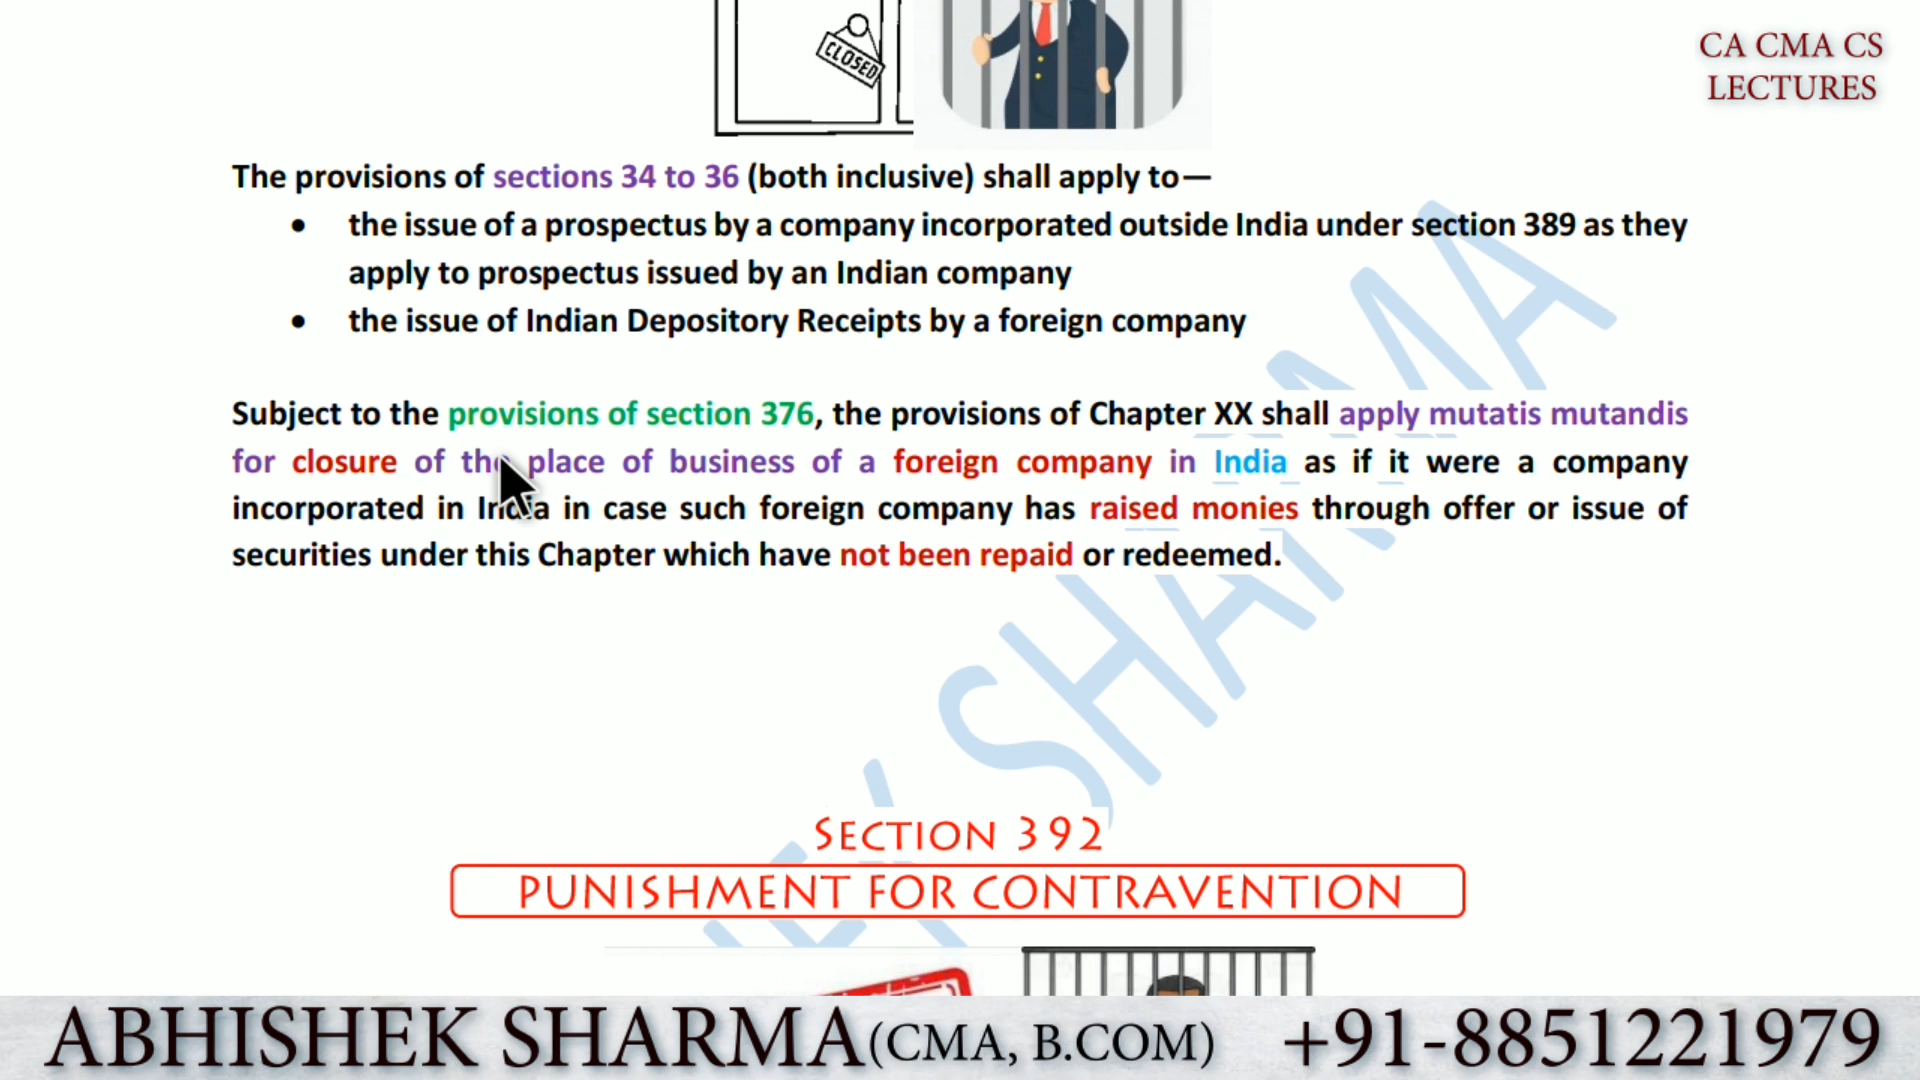 CLOSED
CA CMA CS
LECTURES
The provisions of sections 34 to 36 (both inclusive) shall apply to—
• the issue of a prospectus by a company incorporated outside India under section 389 as they
apply to prospectus issued by an Indian company
• the issue of Indian Depository Receipts by a foreign company
Subject to the provisions of section 376, the provisions of Chapter XX shall apply mutatis mutandis
for closure of the place of business of a foreign company in India as if it were a company
incorporated in India in case such foreign company has raised monies through offer or issue of
securities under this Chapter which have not been repaid or redeemed.
SHARMA
SECTION 392
PUNISHMENT FOR CONTRAVENTION
ABHISHEK SHARMA (CMA, B.COM) +91-8851221979